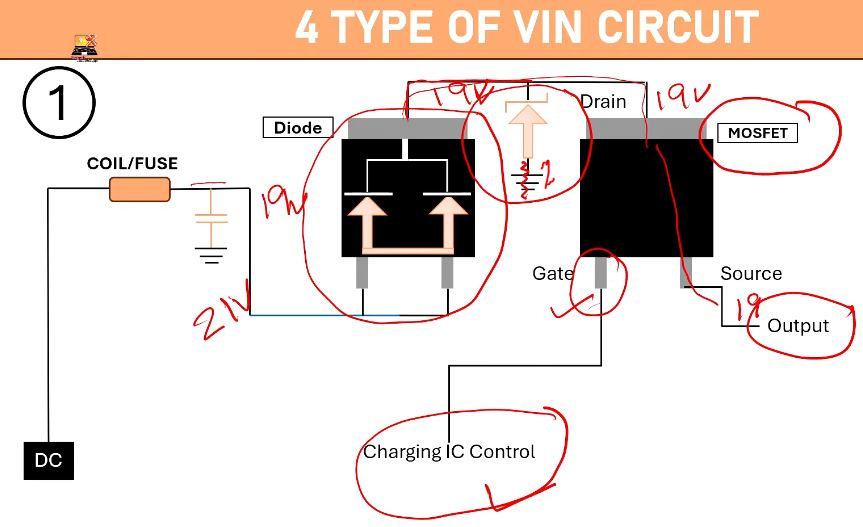 4 TYPE OF VIN CIRCUIT
1
19V
Drain
19V
Diode
MOSFET
COIL/FUSE
19V
2
Gate
Source
21V
19
Output
Charging IC Control
DC